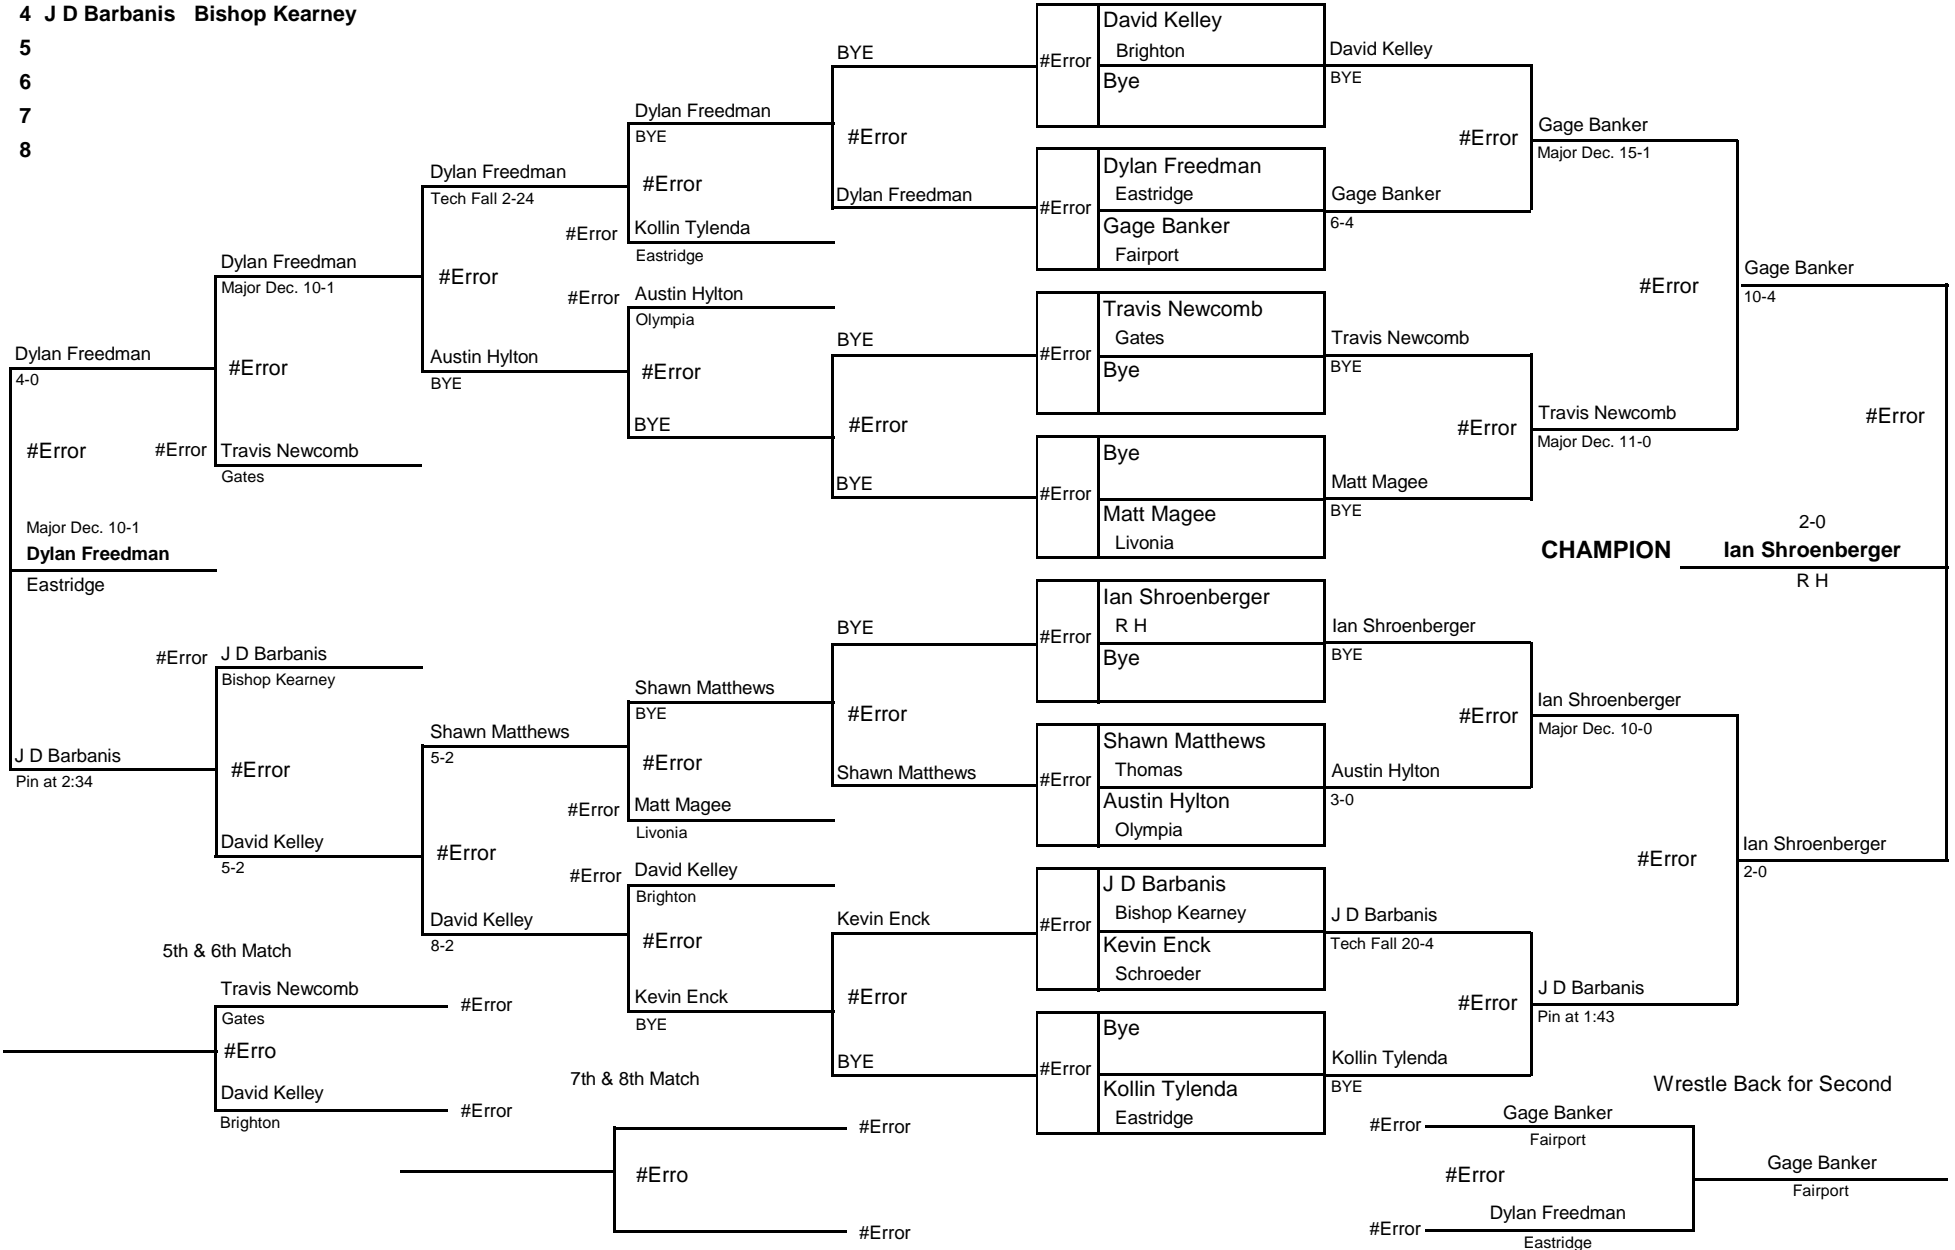 4 J D Barbanis Bishop Kearney
5
6
7
8
David Kelley
Brighton
#Error
Bye
Dylan Freedman
Eastridge
#Error
Gage Banker
Fairport
Travis Newcomb
Gates
#Error
Bye
Bye
#Error
Matt Magee
Livonia
Ian Shroenberger
R H
#Error
Bye
Shawn Matthews
Thomas
#Error
Austin Hylton
Olympia
J D Barbanis
Bishop Kearney
#Error
Kevin Enck
Schroeder
Bye
#Error
Kollin Tylenda
Eastridge
David Kelley
BYE
#Error
Gage Banker
6-4
Travis Newcomb
BYE
#Error
Matt Magee
BYE
Ian Shroenberger
BYE
#Error
Austin Hylton
3-0
J D Barbanis
Tech Fall 20-4
#Error
Kollin Tylenda
BYE
Gage Banker
Major Dec. 15-1
#Error
Travis Newcomb
Major Dec. 11-0
Ian Shroenberger
Major Dec. 10-0
#Error
J D Barbanis
Pin at 1:43
Gage Banker
10-4
#Error
2-0
CHAMPION Ian Shroenberger
R H
Ian Shroenberger
2-0
Wrestle Back for Second
#Error
Gage Banker
Fairport
#Error
Gage Banker
Fairport
#Error
Dylan Freedman
Eastridge
BYE
#Error
Dylan Freedman
BYE
#Error
BYE
BYE
#Error
Shawn Matthews
Kevin Enck
#Error
BYE
Dylan Freedman
BYE
#Error
#Error Kollin Tylenda
Eastridge
#Error Austin Hylton
Olympia
#Error
BYE
Shawn Matthews
BYE
#Error
#Error Matt Magee
Livonia
#Error David Kelley
Brighton
#Error
Kevin Enck
BYE
Dylan Freedman
Tech Fall 2-24
#Error
Austin Hylton
BYE
Shawn Matthews
5-2
#Error
David Kelley
8-2
Dylan Freedman
Major Dec. 10-1
#Error
#Error Travis Newcomb
Gates
#Error J D Barbanis
Bishop Kearney
#Error
David Kelley
5-2
Dylan Freedman
4-0
#Error
Major Dec. 10-1
Dylan Freedman
Eastridge
J D Barbanis
Pin at 2:34
5th & 6th Match
Travis Newcomb
#Error
Gates
#Erro
David Kelley
#Error
Brighton
7th & 8th Match
#Error
#Erro
#Error